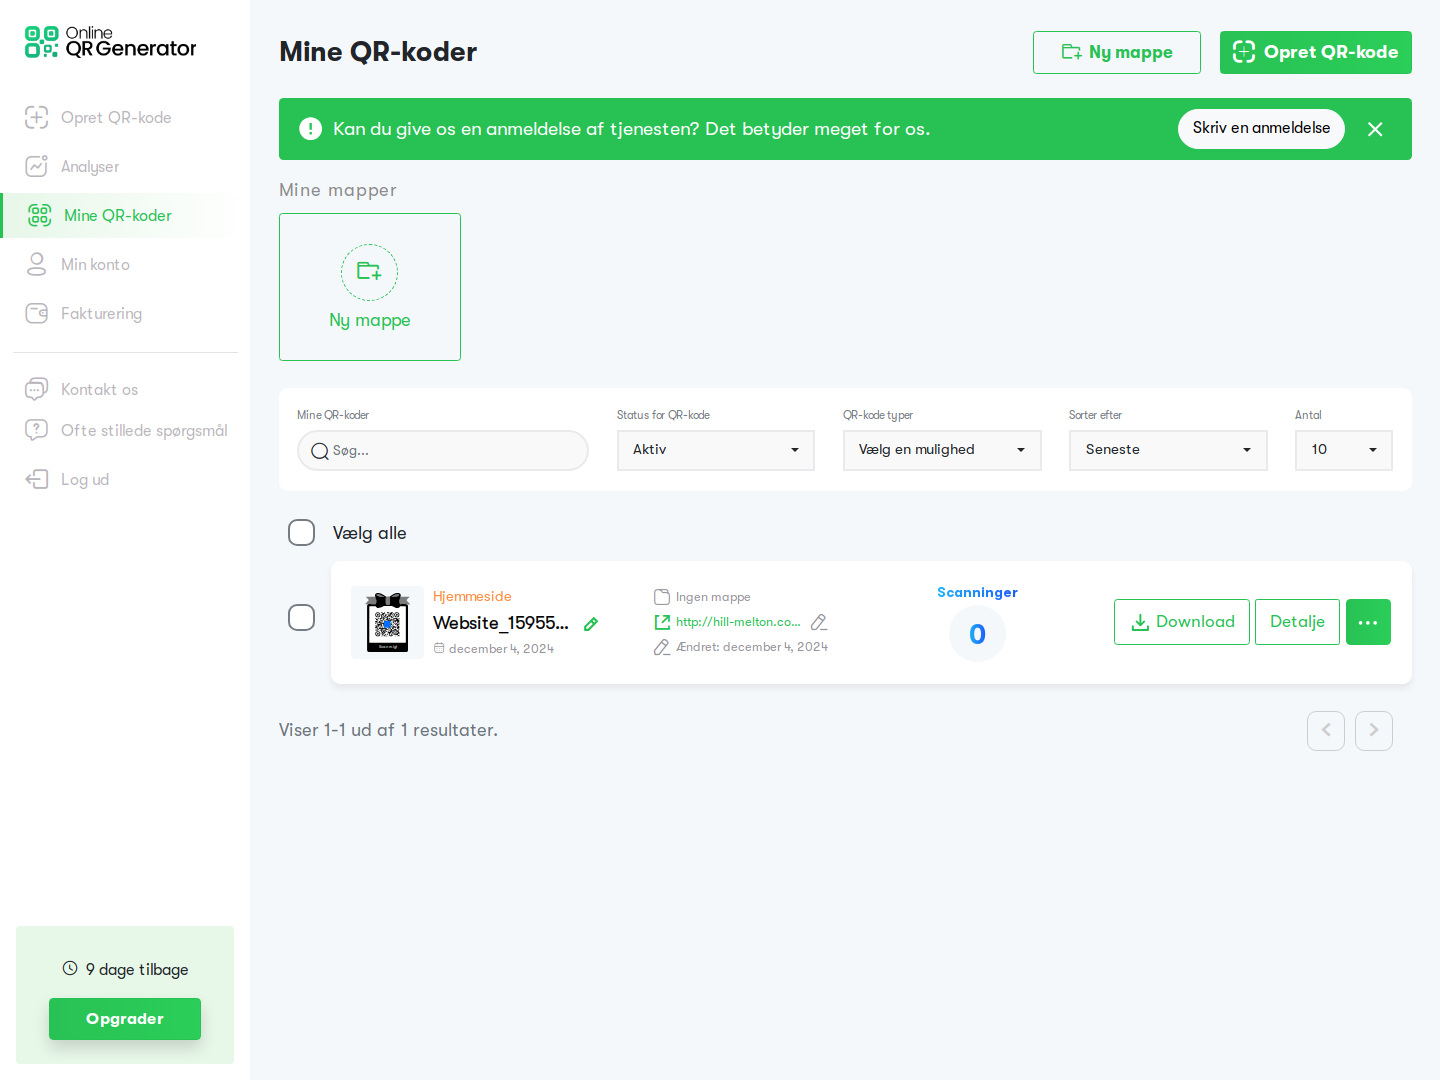 Online
QR Generator
Opret QR-kode
Analyser
Mine QR-koder
Min konto
Fakturering
Kontakt os
Ofte stillede spørgsmål
Log ud
9 dage tilbage
Opgrader
Mine QR-koder
Ny mappe
Opret QR-kode
Kan du give os en anmeldelse af tjenesten? Det betyder meget for os.
Skriv en anmeldelse
Mine mapper
Ny mappe
Mine QR-koder
Søg...
Status for QR-kode
Aktiv
QR-kode typer
Vælg en mulighed
Sorter efter
Seneste
Antal
10
Vælg alle
Hjemmeside
Website_15955...
december 4, 2024
Ingen mappe
http://hill-melton.co...
Ændret: december 4, 2024
Scanninger
0
Download
Detalje
Viser 1-1 ud af 1 resultater.